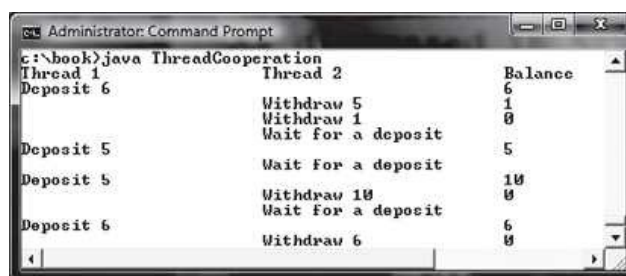 Administrator: Command Prompt
c:\book>java ThreadCooperation
Thread 1 Thread 2 Balance
Deposit 6 6
Withdraw 5 1
Withdraw 1 0
Wait for a deposit
Deposit 5 5
Wait for a deposit
Deposit 5 10
Withdraw 10 0
Wait for a deposit
Deposit 6 6
Withdraw 6 0